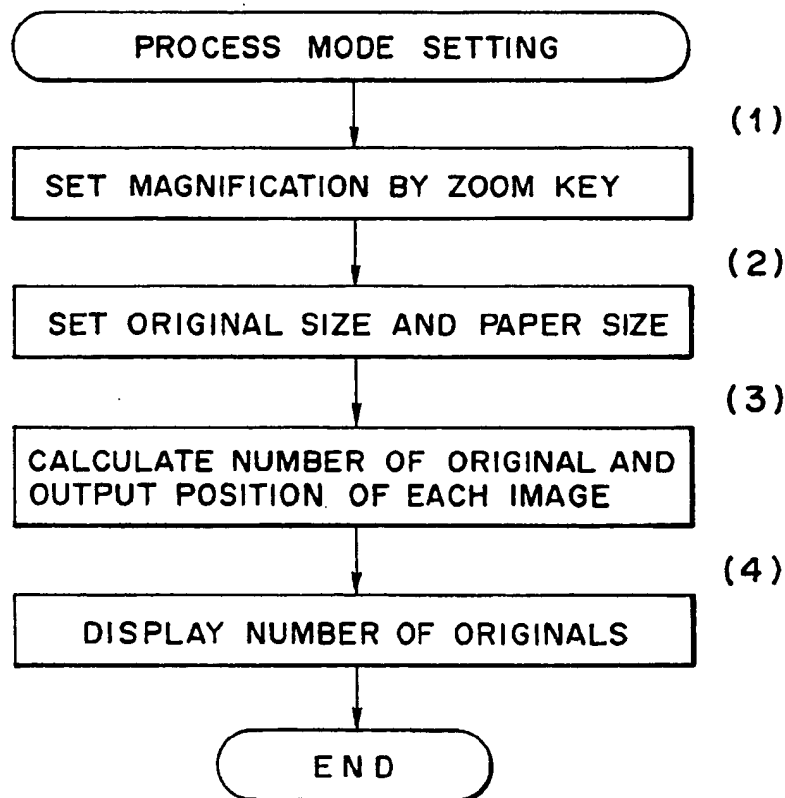 PROCESS MODE SETTING
(1)
SET MAGNIFICATION BY ZOOM KEY
(2)
SET ORIGINAL SIZE AND PAPER SIZE
(3)
CALCULATE NUMBER OF ORIGINAL AND
OUTPUT POSITION OF EACH IMAGE
(4)
DISPLAY NUMBER OF ORIGINALS
END